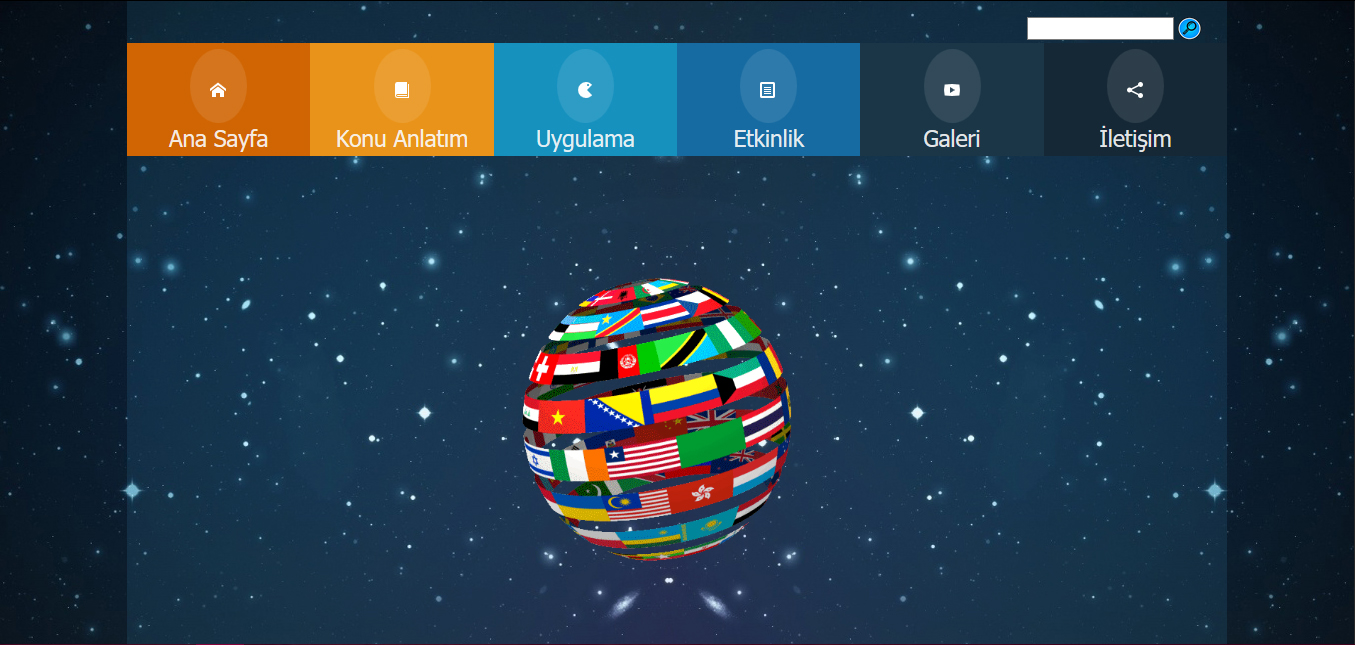 Ana Sayfa
Konu Anlatım
Uygulama
Etkinlik
Galeri
İletişim